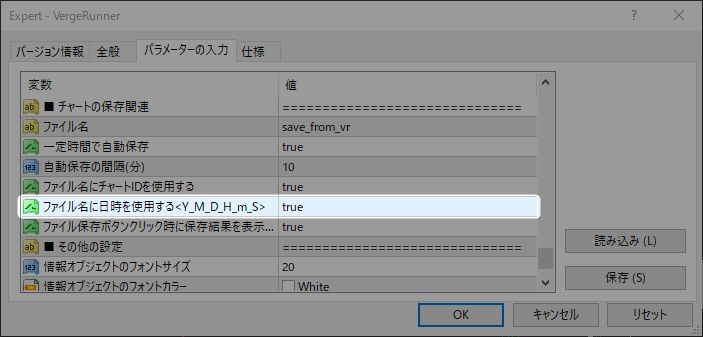 Expert - VergeRunner
バージョン情報 全般 パラメーターの入力 仕様
変数 値
ab ■ チャートの保存関連 ==============================
ab ファイル名 save_from_vr
一定時間で自動保存 true
123 自動保存の間隔(分) 10
ファイル名にチャートIDを使用する true
ファイル名に日時を使用する<Y_M_D_H_m_S> true
ファイル保存ボタンクリック時に保存結果を表示... true
ab ■ その他の設定 ==============================
123 情報オブジェクトのフォントサイズ 20
情報オブジェクトのフォントカラー White
読み込み (L)
保存 (S)
OK キャンセル リセット